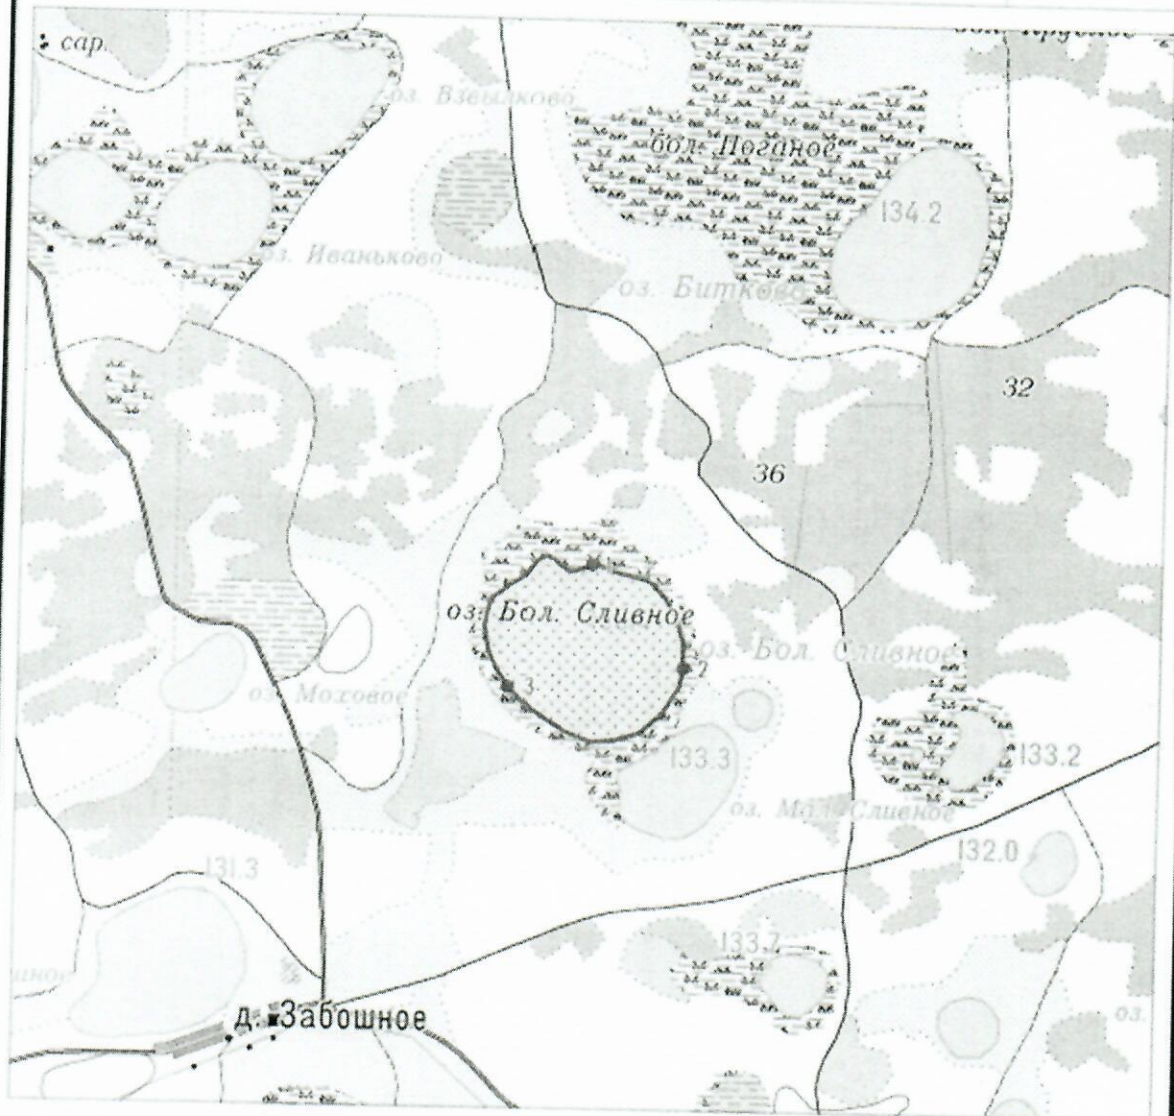 сар.
оз. Взвылково
бол. Поганое
134.2
оз. Иваньково
оз. Битково
32
36
оз. Бол. Сливное
оз. Бол. Сливное
2
3
оз. Моховое
133.3
133.2
оз. Мал. Сливное
132.0
131.3
133.2
д. Забошное
оз.